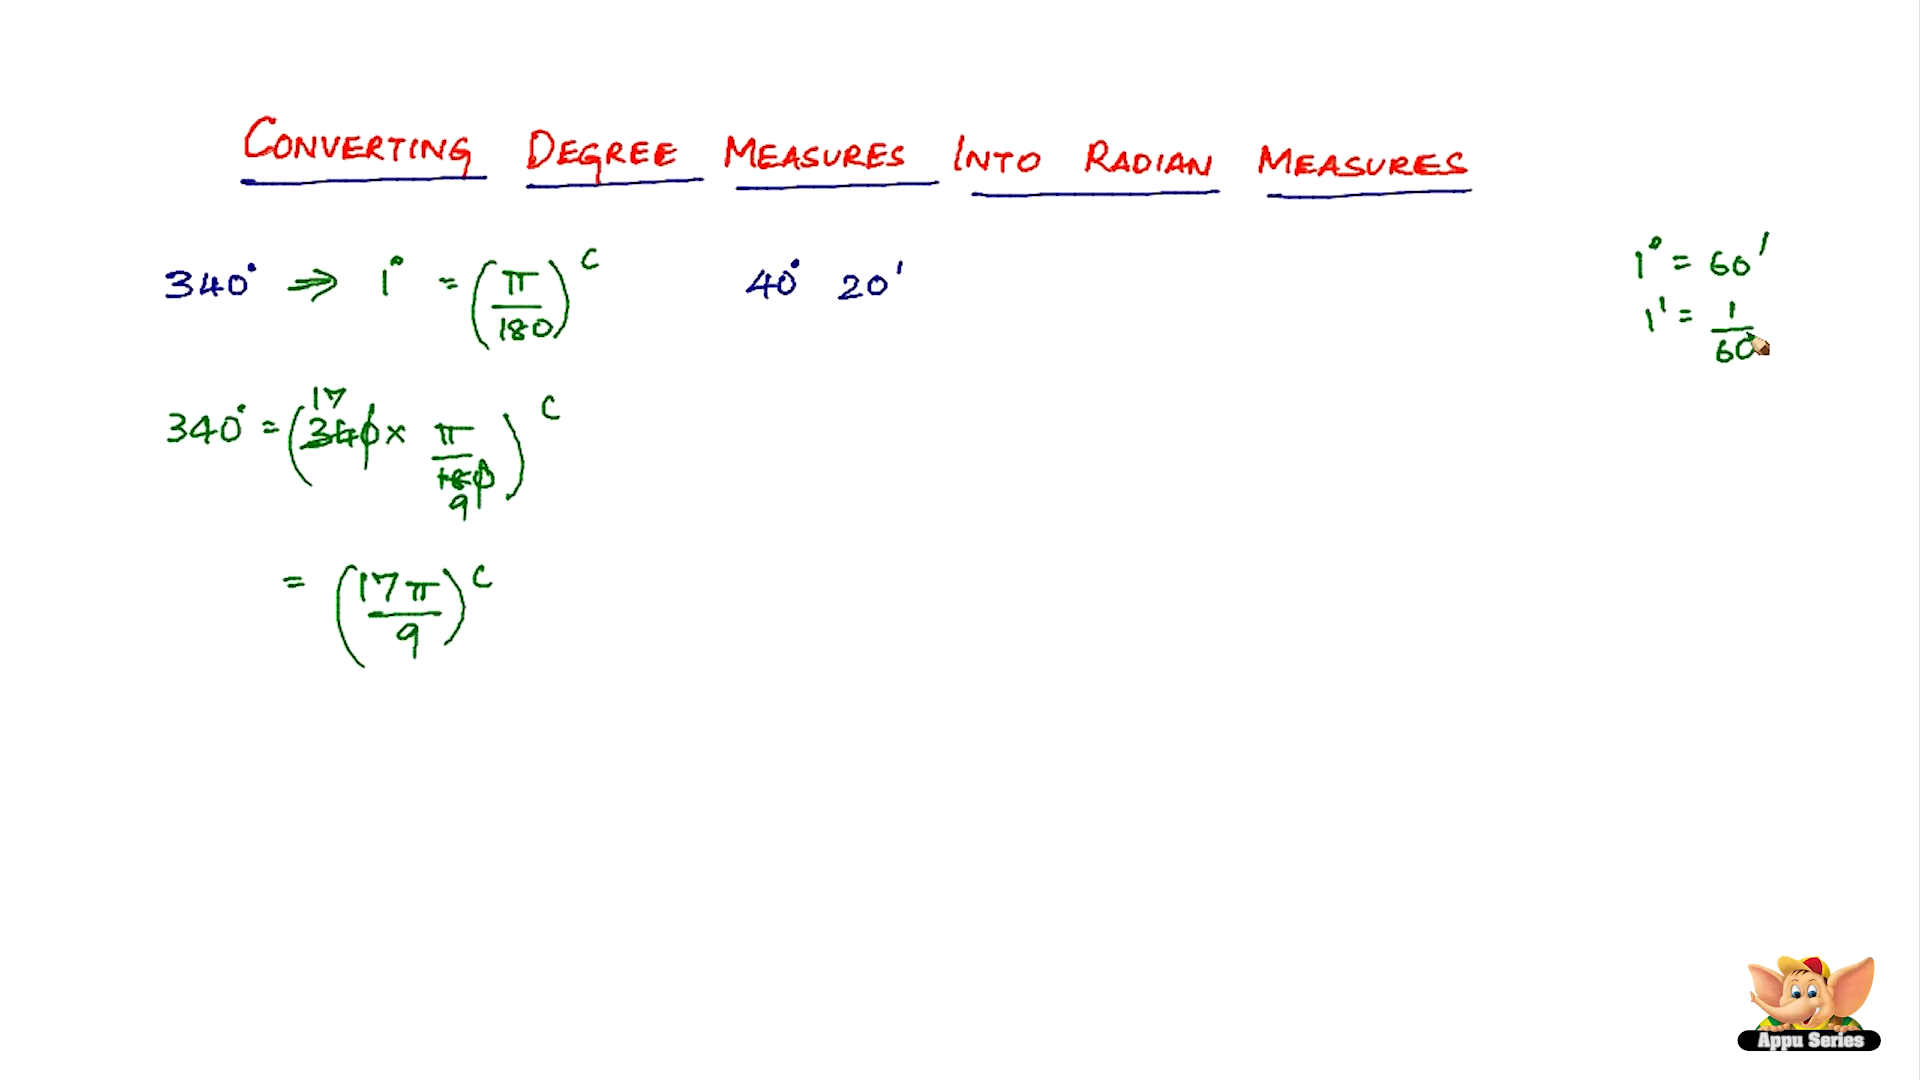 CONVERTING DEGREE MEASURES INTO RADIAN MEASURES
340° ⇒ 1° = (π/180)ᶜ
340° = (340 × π/180)ᶜ
17
9
= (17π/9)ᶜ
40° 20'
1° = 60'
1' = 1/60
Appu Series